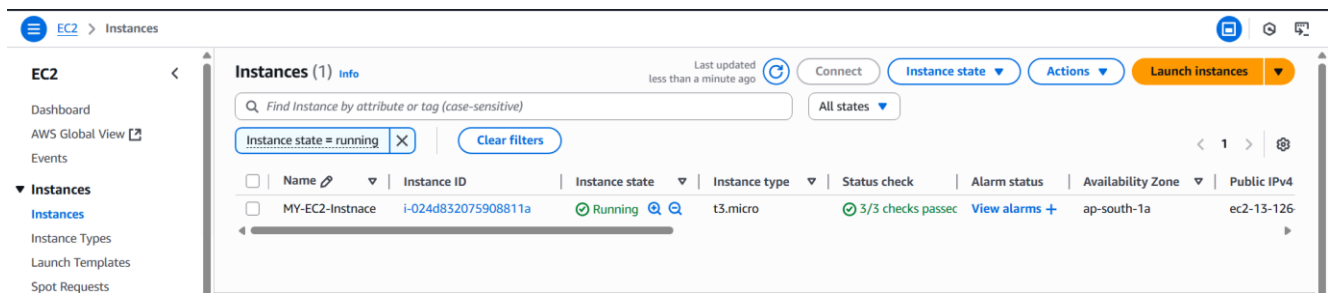 EC2 > Instances
EC2
Dashboard
AWS Global View
Events
Instances
Instances
Instance Types
Launch Templates
Spot Requests
Instances (1) Info
Last updated
less than a minute ago
Connect
Instance state
Actions
Launch instances
Find Instance by attribute or tag (case-sensitive)
All states
Instance state = running
Clear filters
< 1 >
Name Instance ID Instance state Instance type Status check Alarm status Availability Zone Public IPv4
MY-EC2-Instnace i-024d832075908811a Running t3.micro 3/3 checks passec View alarms + ap-south-1a ec2-13-126-